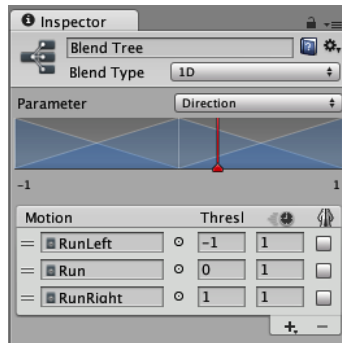 Inspector
Blend Tree
Blend Type 1D
Parameter Direction
-1 1
Motion Thresl
RunLeft -1 1
Run 0 1
RunRight 1 1